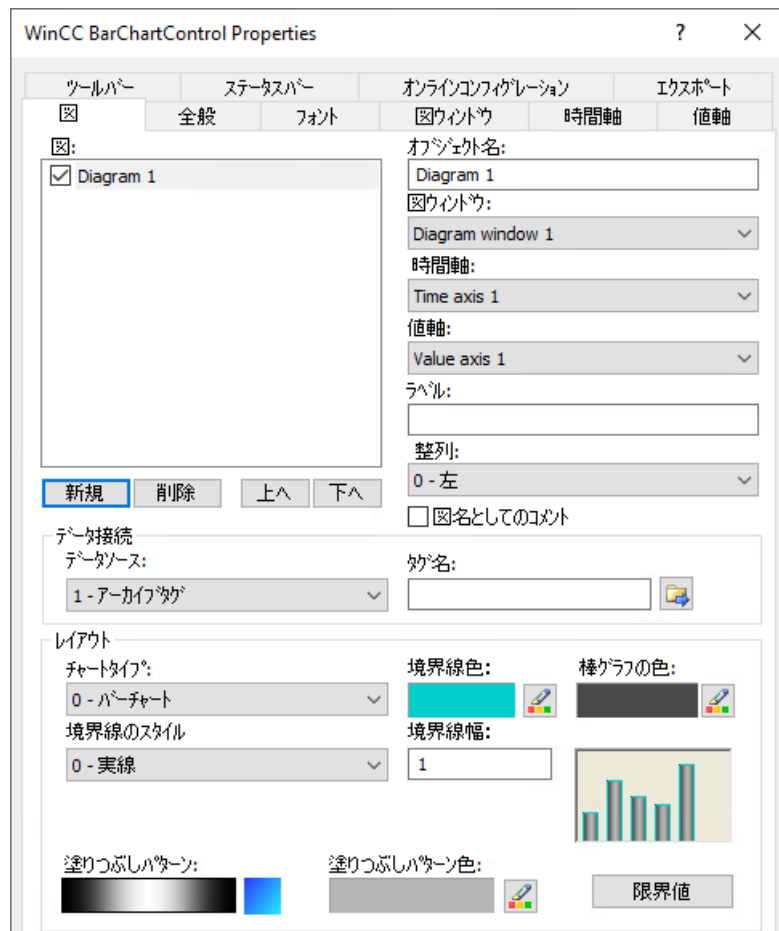 WinCC BarChartControl Properties
ツールバー ステータスバー オンラインコンフィグレーション エクスポート
図 全般 フォント 図ウィンドウ 時間軸 値軸
図:
Diagram 1
オブジェクト名:
Diagram 1
図ウィンドウ:
Diagram window 1
時間軸:
Time axis 1
値軸:
Value axis 1
ラベル:
整列:
0 - 左
新規 削除 上へ 下へ
図名としてのコメント
データ接続
データソース:
タグ名:
1 - アーカイブタグ
レイアウト
チャートタイプ:
境界線色:
棒グラフの色:
0 - バーチャート
境界線のスタイル
境界線幅:
0 - 実線
1
塗りつぶしパターン:
塗りつぶしパターン色:
限界値